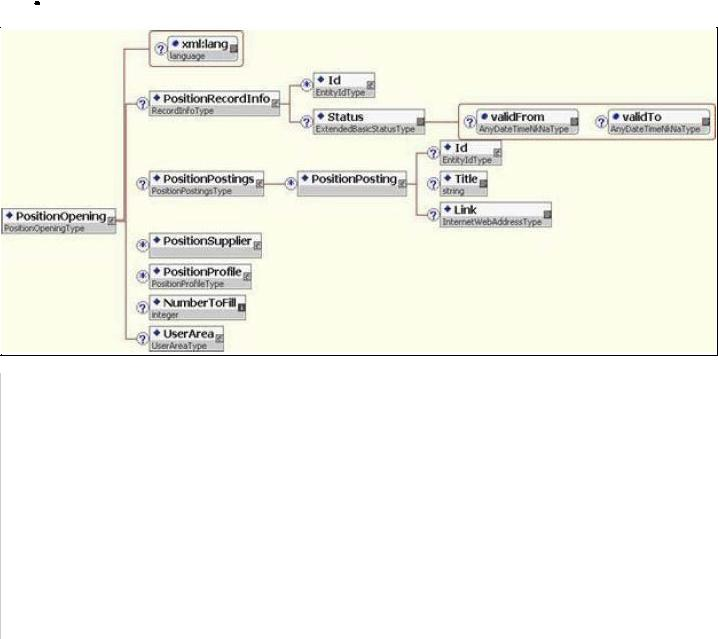 ? xml:lang
language
? PositionRecordInfo
RecordInfoType
* Id
EntityIdType
? Status
ExtendedBasicStatusType
? validFrom
AnyDateTimeNkNaType
? validTo
AnyDateTimeNkNaType
? PositionPostings
PositionPostingsType
* PositionPosting
? Id
EntityIdType
? Title
string
? Link
InternetWebAddressType
PositionOpening
PositionOpeningType
* PositionSupplier
* PositionProfile
PositionProfileType
? NumberToFill
integer
? UserArea
UserAreaType